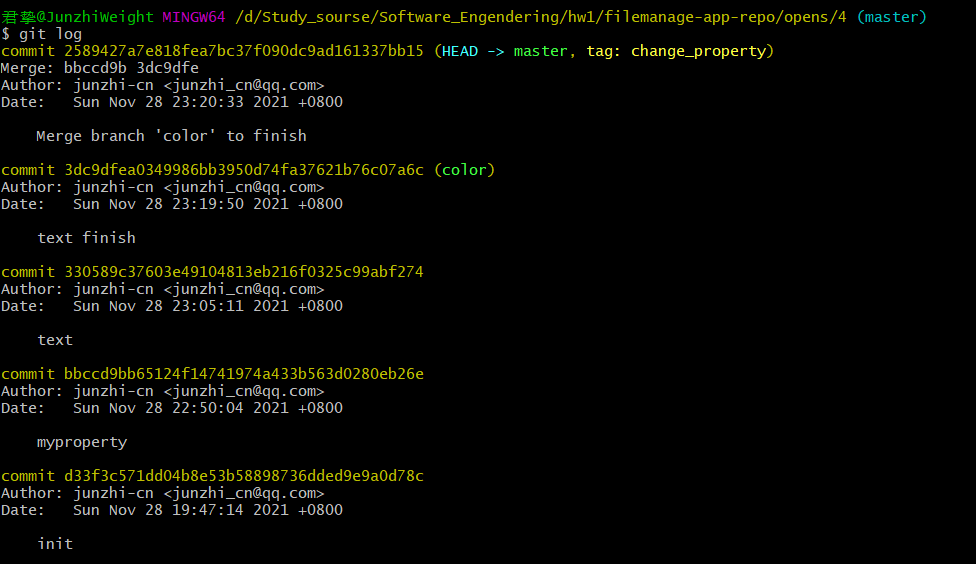 君挚@JunzhiWeight MINGW64 /d/Study_sourse/Software_Engendering/hw1/filemanage-app-repo/opens/4 (master)
$ git log
commit 2589427a7e818fea7bc37f090dc9ad161337bb15 (HEAD -> master, tag: change_property)
Merge: bbccd9b 3dc9dfe
Author: junzhi-cn <junzhi_cn@qq.com>
Date:   Sun Nov 28 23:20:33 2021 +0800
    Merge branch 'color' to finish
commit 3dc9dfea0349986bb3950d74fa37621b76c07a6c (color)
Author: junzhi-cn <junzhi_cn@qq.com>
Date:   Sun Nov 28 23:19:50 2021 +0800
    text finish
commit 330589c37603e49104813eb216f0325c99abf274
Author: junzhi-cn <junzhi_cn@qq.com>
Date:   Sun Nov 28 23:05:11 2021 +0800
    text
commit bbccd9bb65124f14741974a433b563d0280eb26e
Author: junzhi-cn <junzhi_cn@qq.com>
Date:   Sun Nov 28 22:50:04 2021 +0800
    myproperty
commit d33f3c571dd04b8e53b58898736dded9e9a0d78c
Author: junzhi-cn <junzhi_cn@qq.com>
Date:   Sun Nov 28 19:47:14 2021 +0800
    init